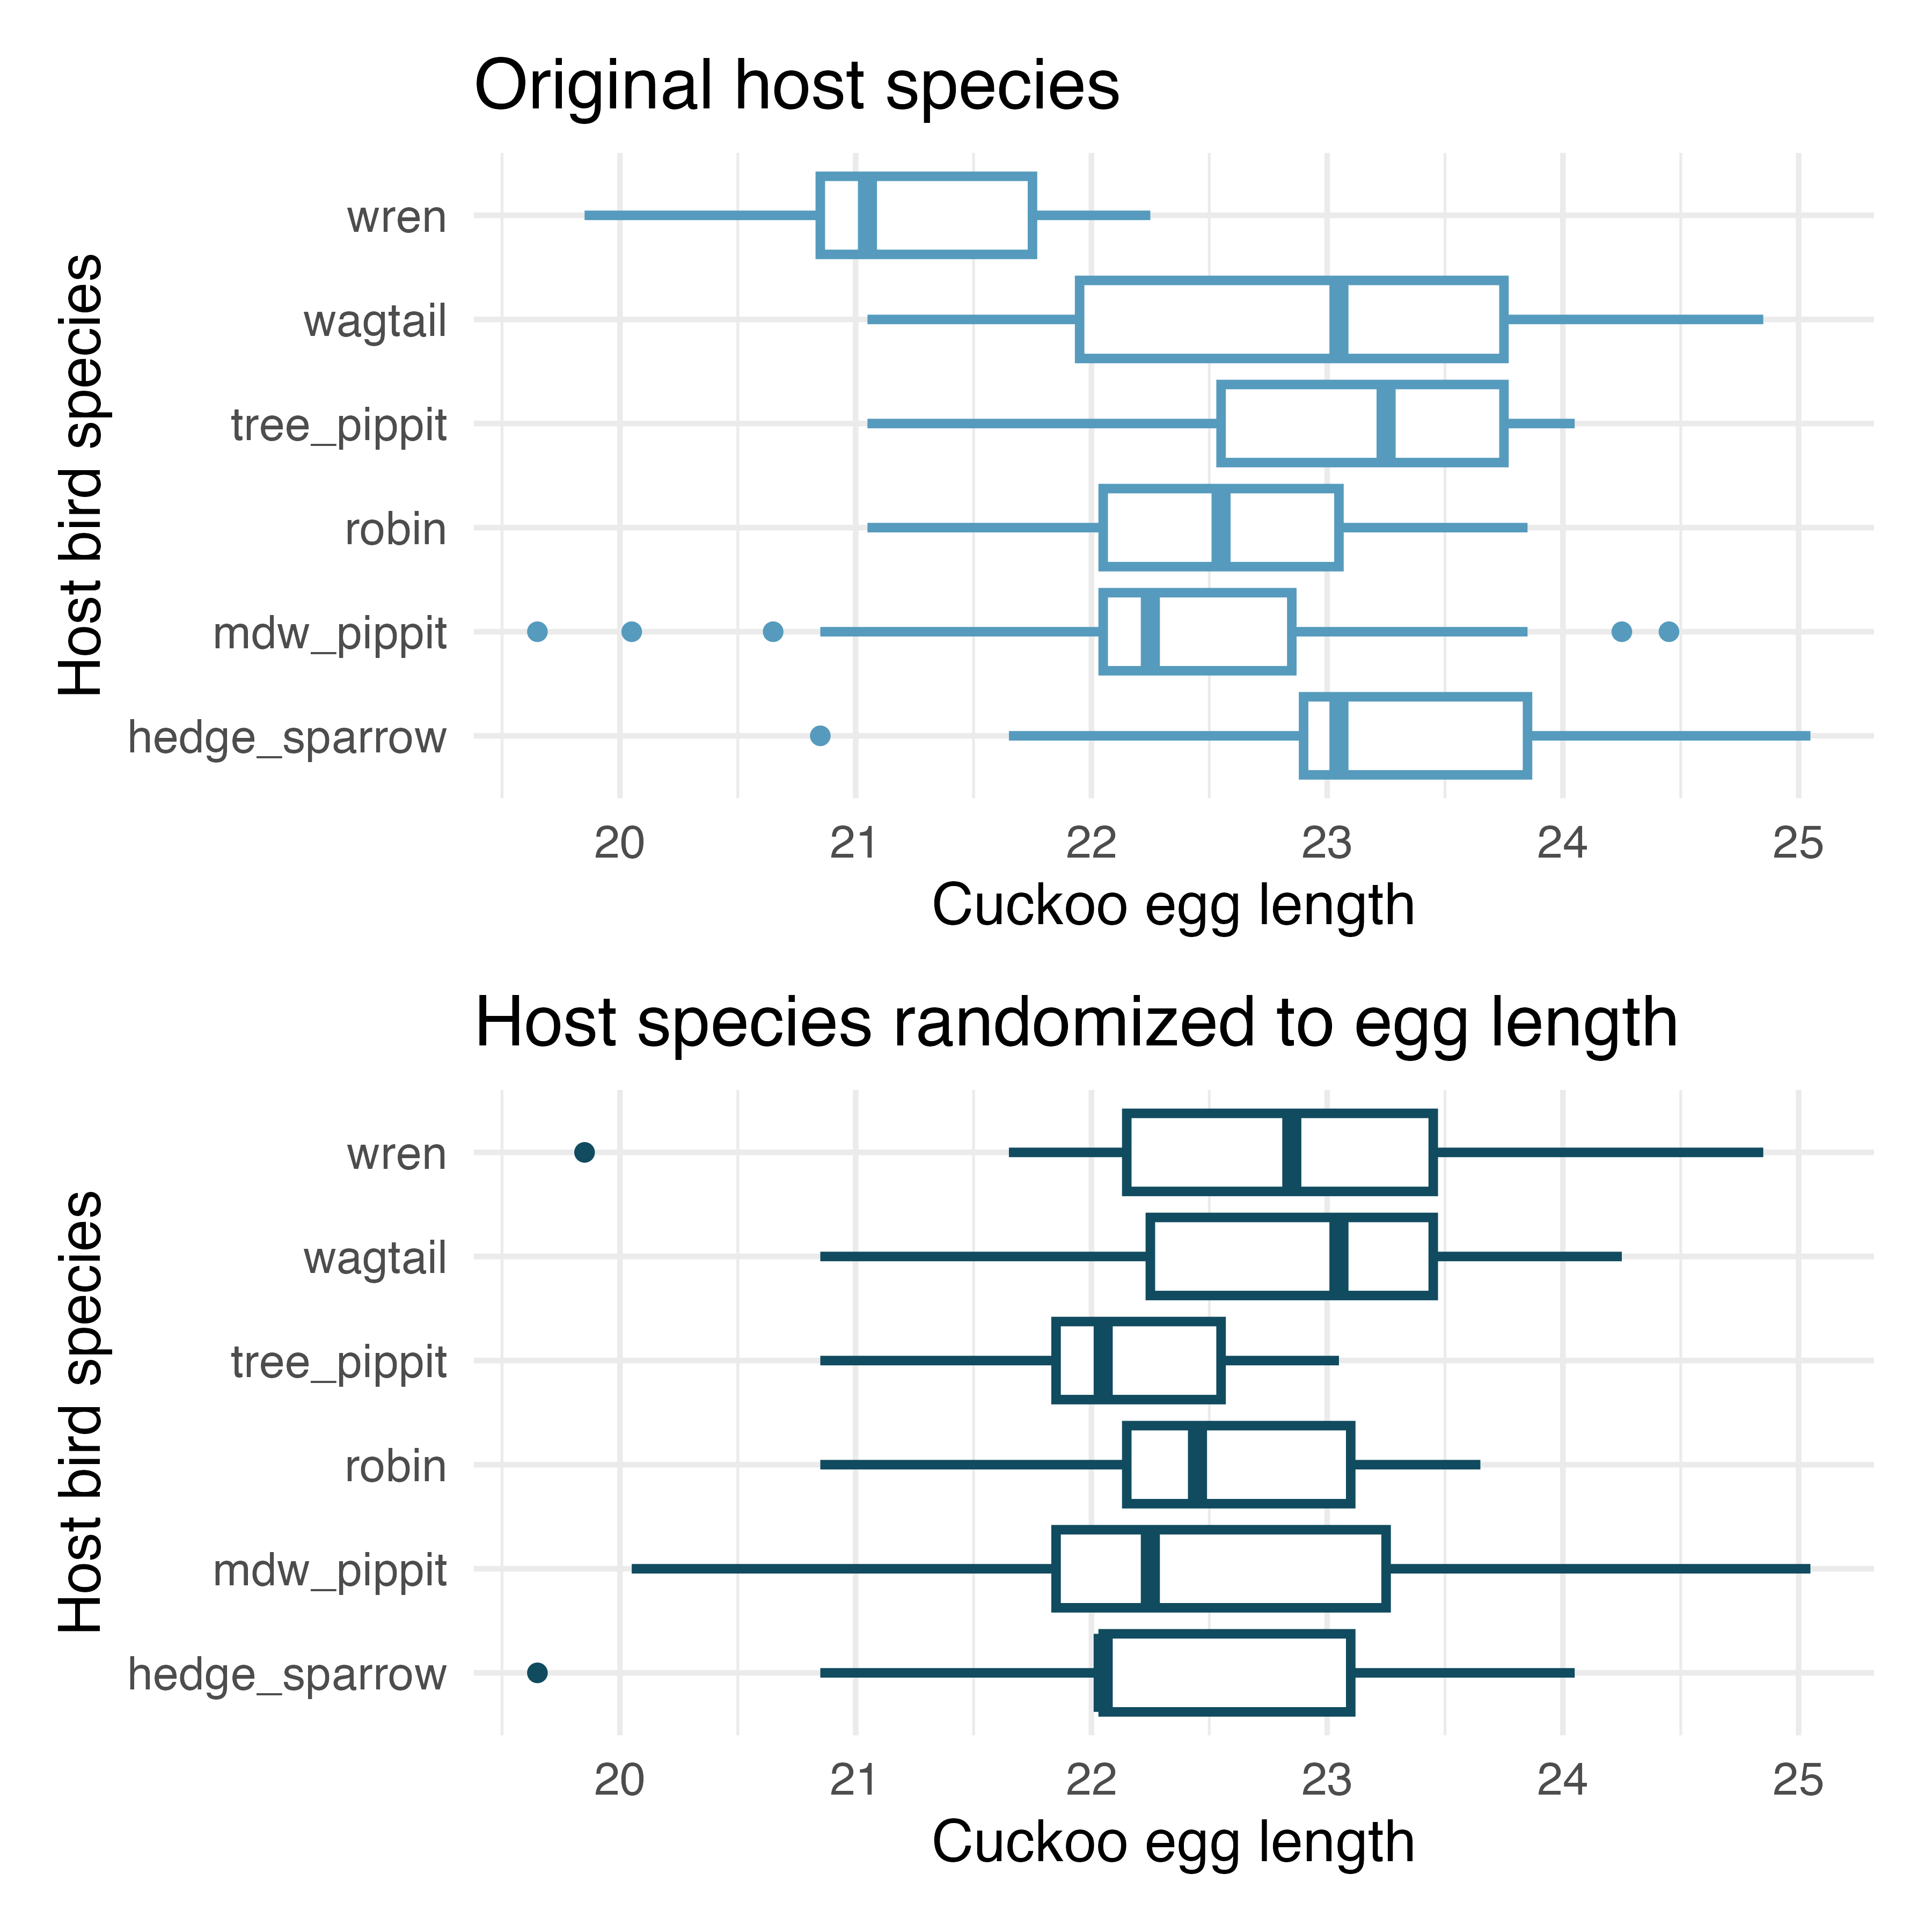 Original host species
Host bird species
wren
wagtail
tree_pippit
robin
mdw_pippit
hedge_sparrow
20 21 22 23 24 25
Cuckoo egg length
Host species randomized to egg length
Host bird species
wren
wagtail
tree_pippit
robin
mdw_pippit
hedge_sparrow
20 21 22 23 24 25
Cuckoo egg length